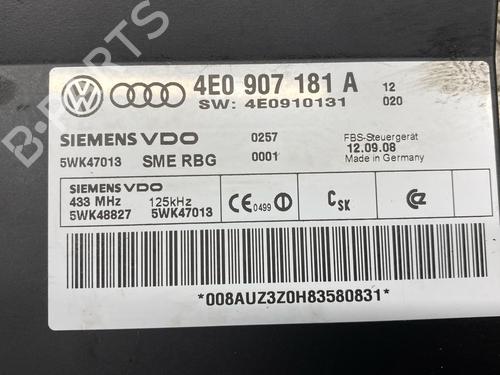 4E0 907 181 A 12
SW: 4E0910131 020
SIEMENS VDO 0257 FBS-Steuergerät
5WK47013 SME RBG 0001 12.09.08
Made in Germany
SIEMENS VDO
433 MHz 125kHz
5WK48827 5WK47013
CE 0499
CSK
*008AUZ3Z0H83580831*